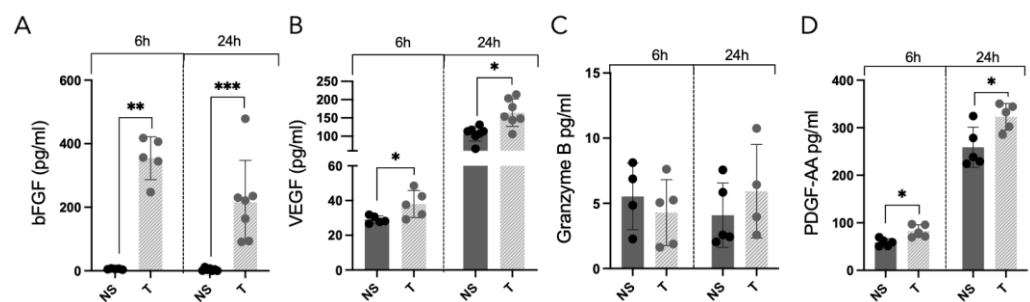 A
6h
24h
bFGF (pg/ml)
600
400
200
0
**
***
NS
T
NS
T
B
6h
24h
VEGF (pg/ml)
250
200
150
100
60
40
20
0
*
*
NS
T
NS
T
C
6h
24h
Granzyme B pg/ml
15
10
5
0
NS
T
NS
T
D
6h
24h
PDGF-AA pg/ml
400
300
200
100
0
*
*
NS
T
NS
T